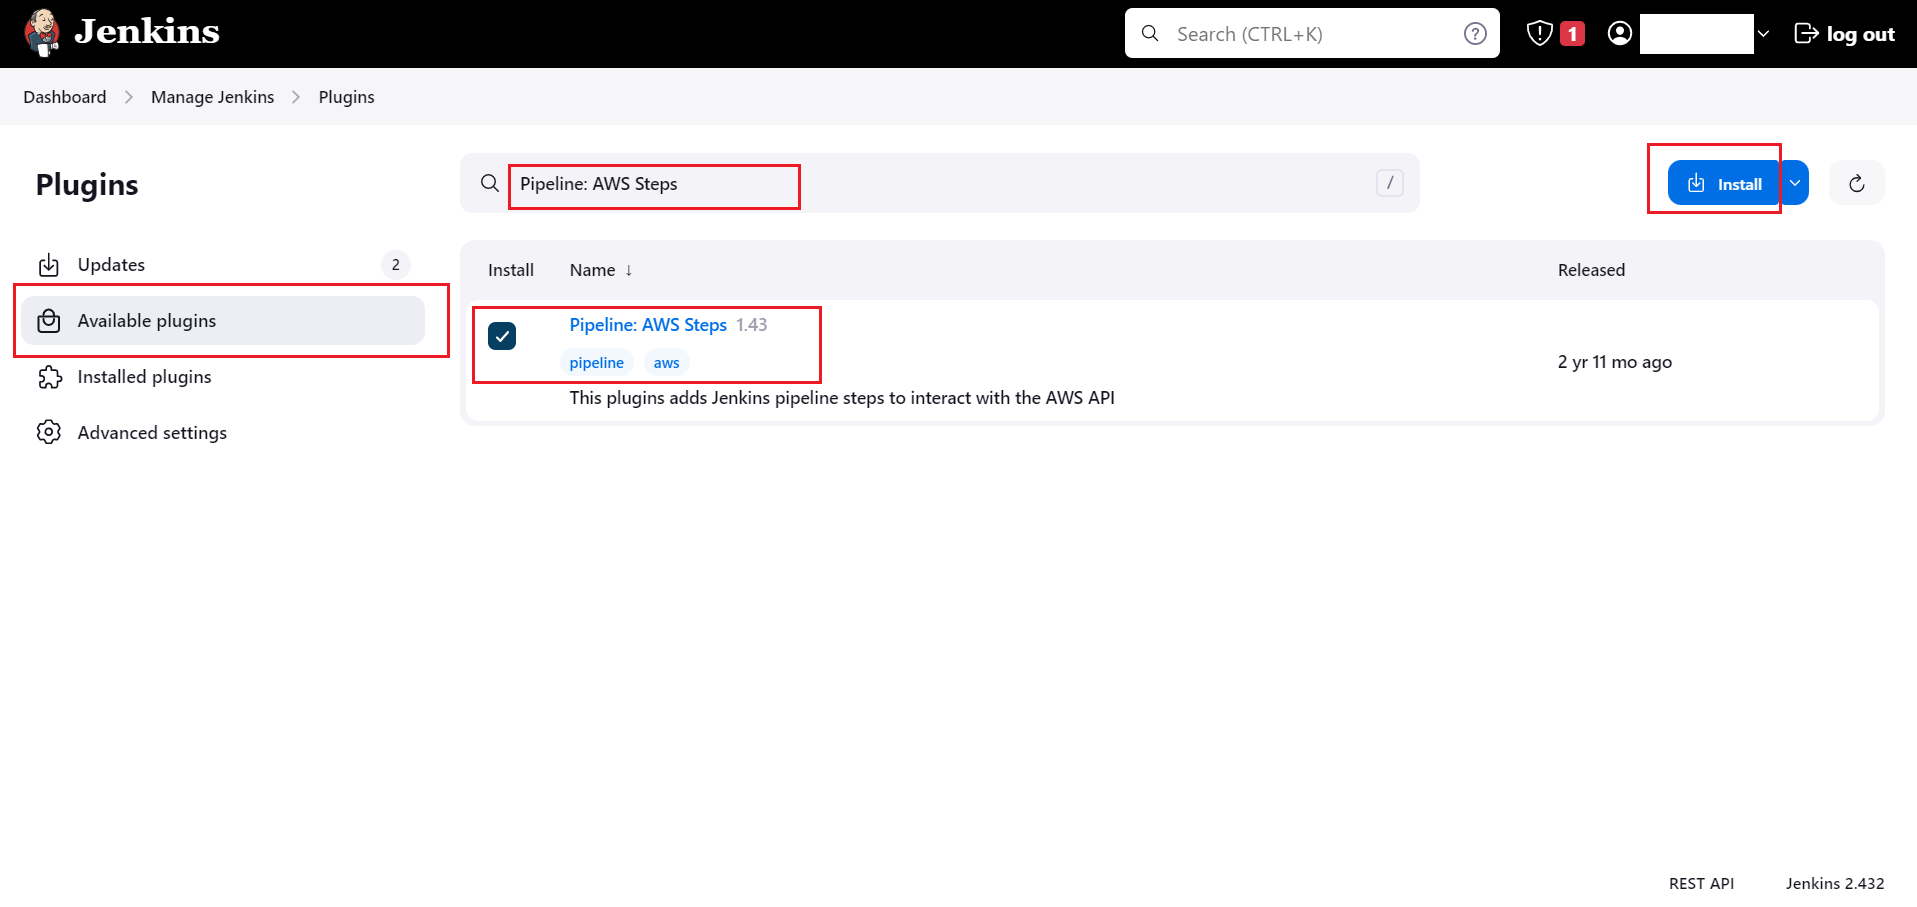 Jenkins
Search (CTRL+K)
?
1
log out
Dashboard
Manage Jenkins
Plugins
Plugins
Pipeline: AWS Steps
/
Install
Updates
2
Available plugins
Installed plugins
Advanced settings
Install Name ↓ Released
Pipeline: AWS Steps 1.43
pipeline aws
2 yr 11 mo ago
This plugins adds Jenkins pipeline steps to interact with the AWS API
REST API Jenkins 2.432